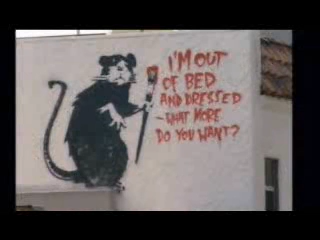 I'M OUT
OF BED
AND DRESSED
- WHAT MORE
DO YOU WANT?